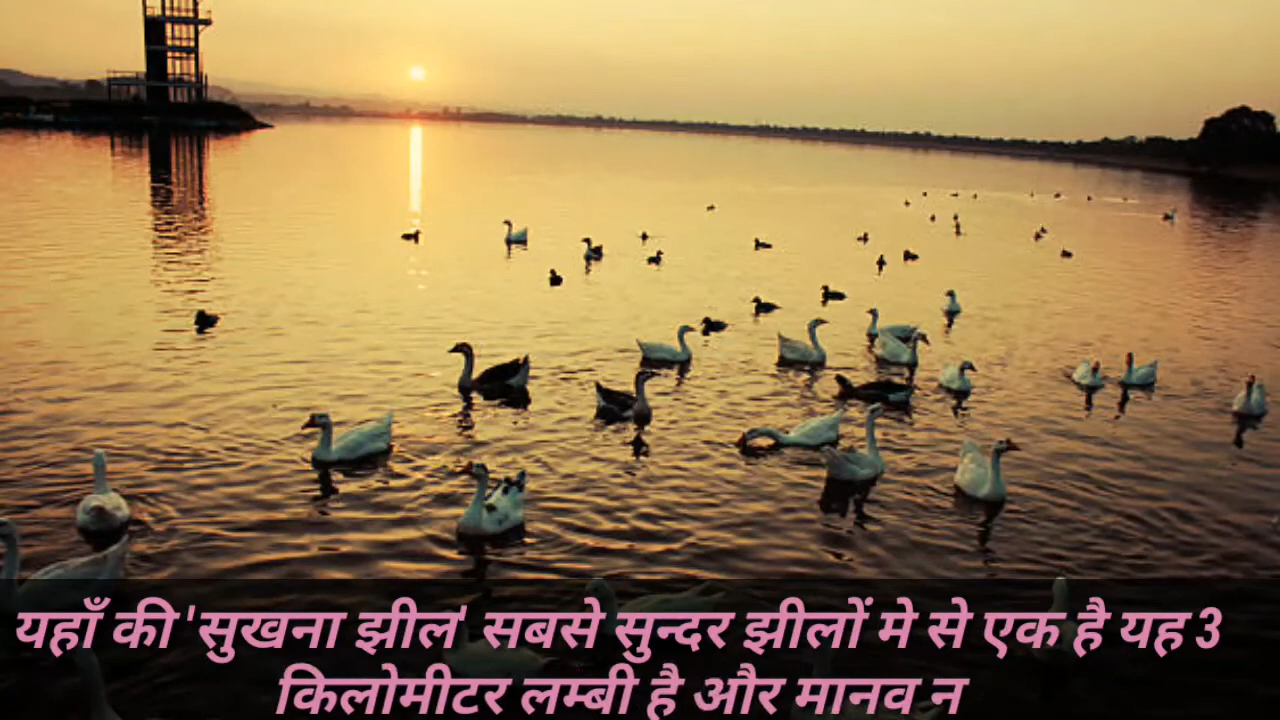 यहाँ की 'सुखना झील' सबसे सुन्दर झीलों मे से एक है यह 3
किलोमीटर लम्बी है और मानव न